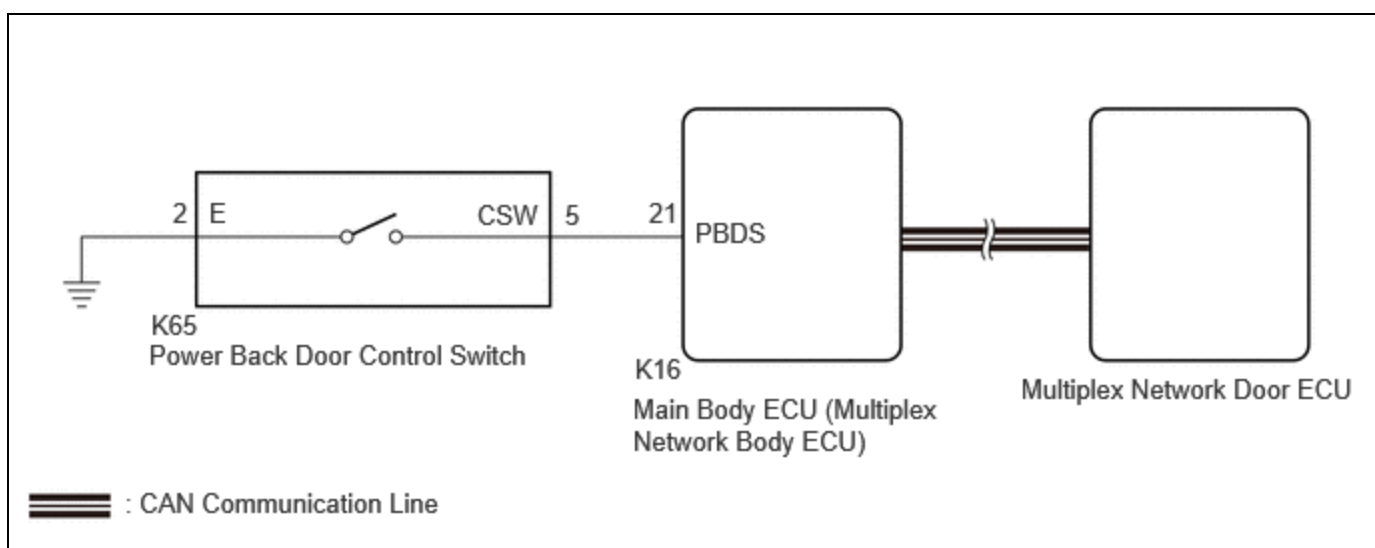 2 E CSW 5 21 PBDS
K65
Power Back Door Control Switch
K16
Main Body ECU (Multiplex
Network Body ECU)
Multiplex Network Door ECU
: CAN Communication Line